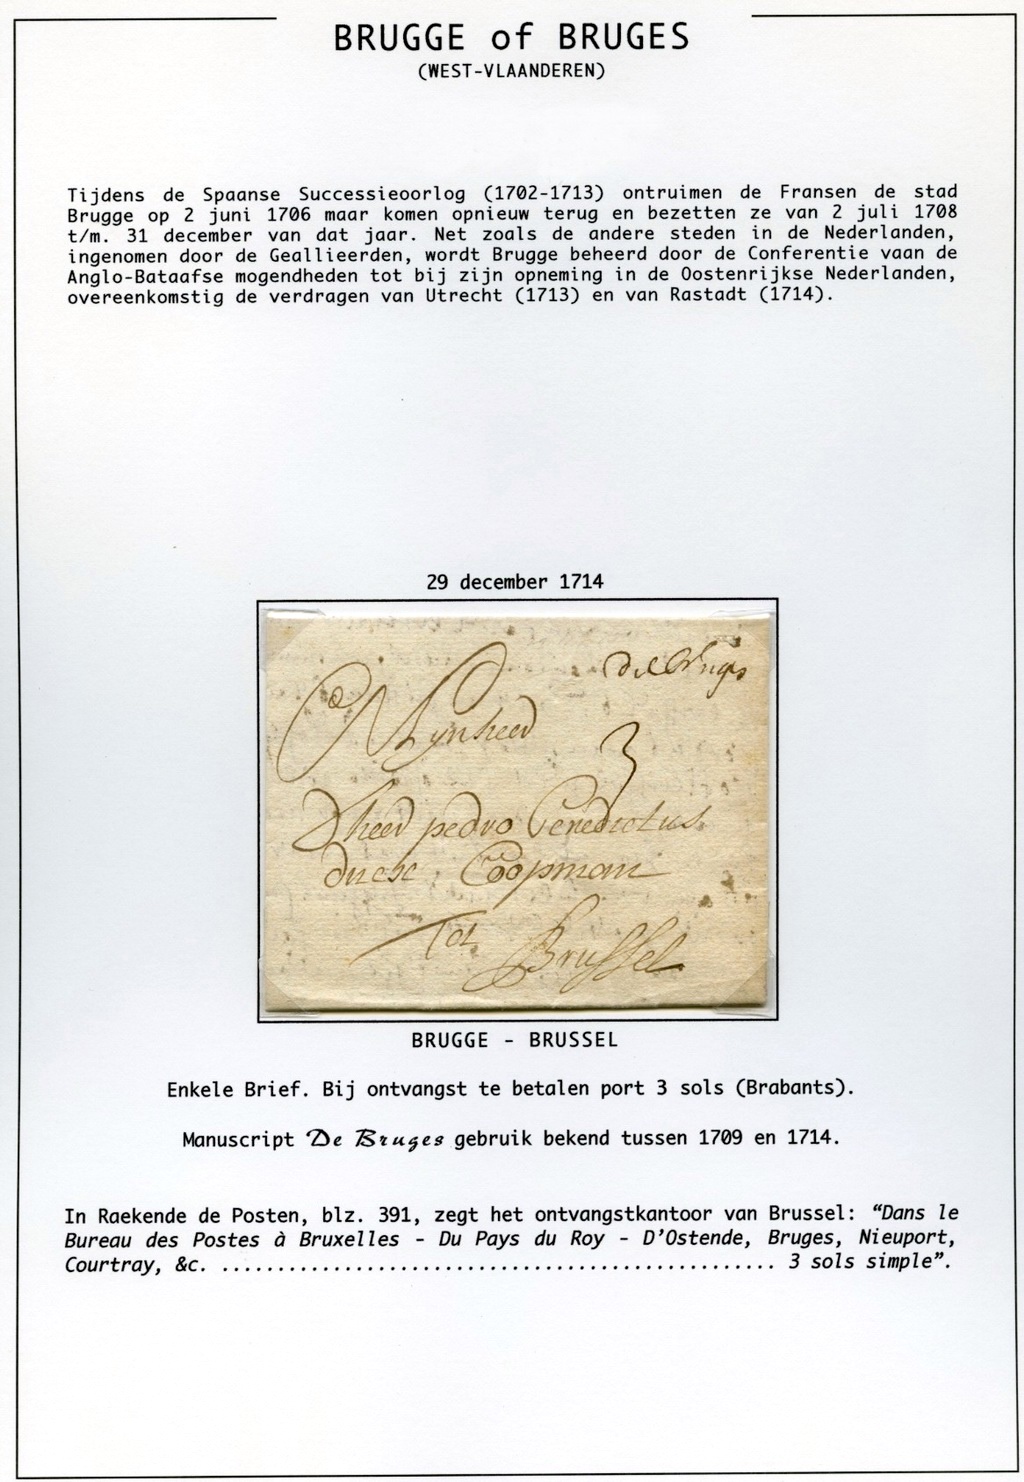 BRUGGE of BRUGES
(WEST-VLAANDEREN)
Tijdens de Spaanse Successieoorlog (1702-1713) ontruimen de Fransen de stad
Brugge op 2 juni 1706 maar komen opnieuw terug en bezetten ze van 2 juli 1708
t/m. 31 december van dat jaar. Net zoals de andere steden in de Nederlanden,
ingenomen door de Geallieerden, wordt Brugge beheerd door de Conferentie vaan de
Anglo-Bataafse mogendheden tot bij zijn opneming in de Oostenrijkse Nederlanden,
overeenkomstig de verdragen van Utrecht (1713) en van Rastadt (1714).
29 december 1714
de Bruges
Mynheer
3
Dheer pedro Benedictus
Coopman
Tot Brussel
BRUGGE - BRUSSEL
Enkele Brief. Bij ontvangst te betalen port 3 sols (Brabants).
Manuscript De Bruges gebruik bekend tussen 1709 en 1714.
In Raekende de Posten, blz. 391, zegt het ontvangstkantoor van Brussel: “Dans le
Bureau des Postes à Bruxelles - Du Pays du Roy - D’Ostende, Bruges, Nieuport,
Courtray, &c. .................................................. 3 sols simple”.